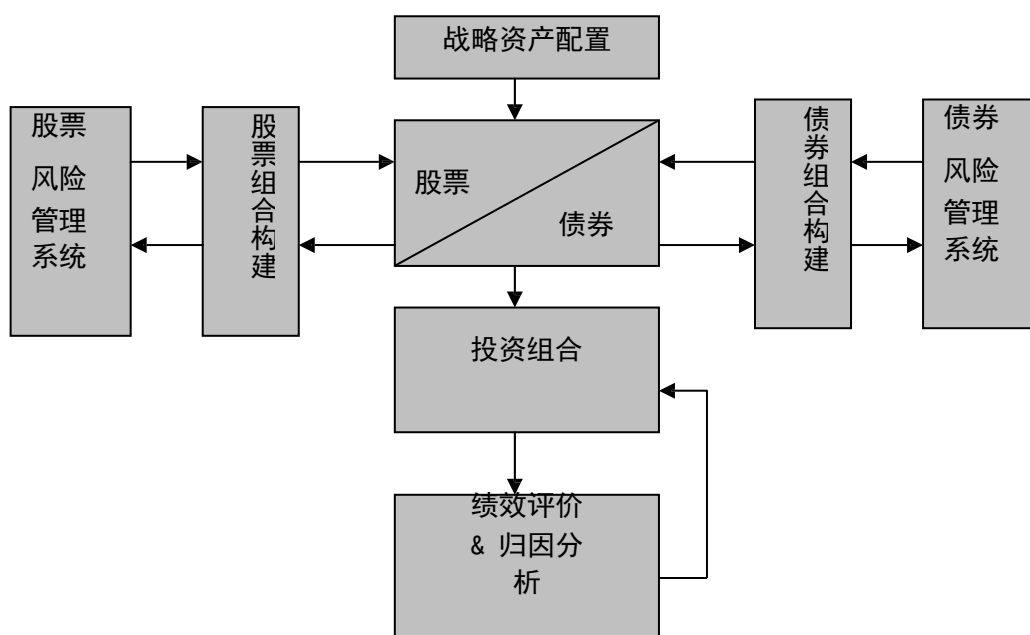 战略资产配置
股票
风险
管理
系统
股票组合构建
股票
债券
债券组合构建
债券
风险
管理
系统
投资组合
绩效评价
& 归因分
析